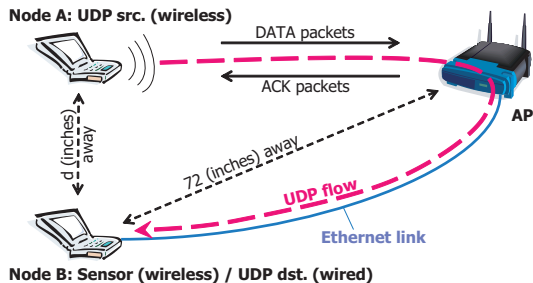 Node A: UDP src. (wireless)
DATA packets
ACK packets
AP
d (inches)
away
72 (inches) away
UDP flow
Ethernet link
Node B: Sensor (wireless) / UDP dst. (wired)